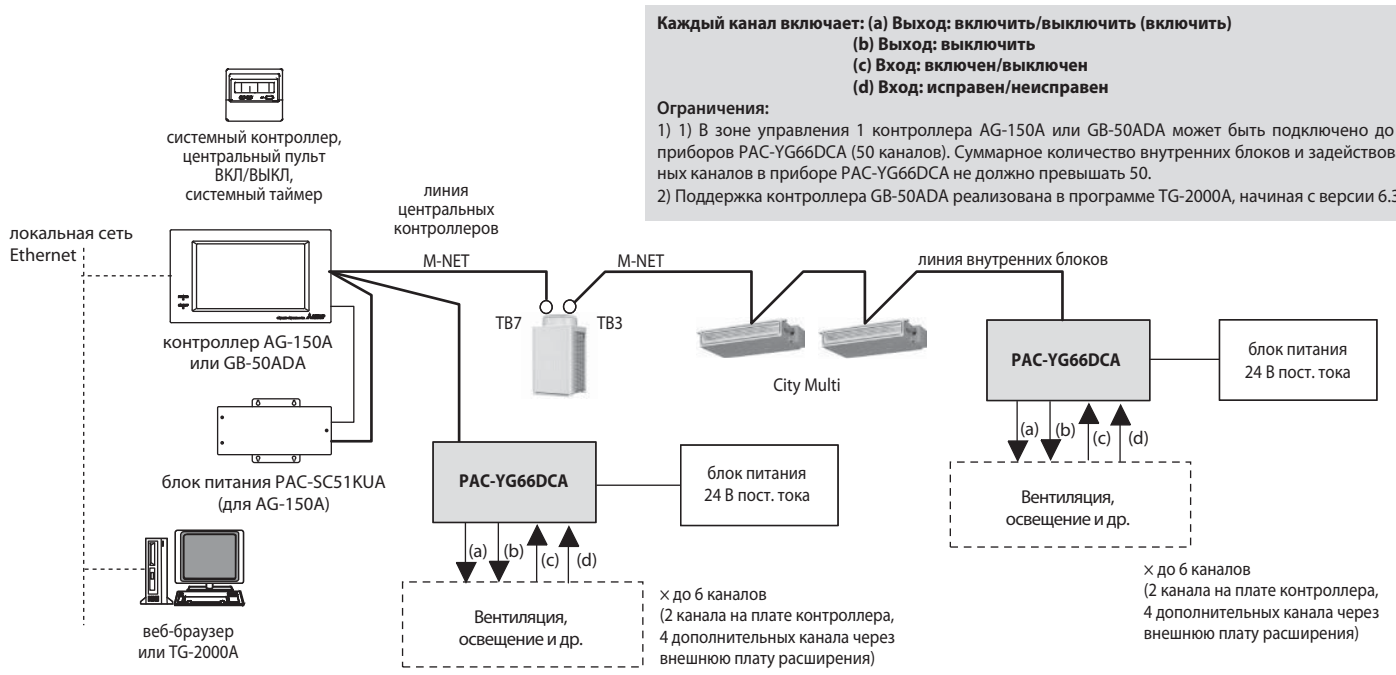 Каждый канал включает: (a) Выход: включить/выключить (включить)
(b) Выход: выключить
(c) Вход: включен/выключен
(d) Вход: исправен/неисправен
Ограничения:
1) 1) В зоне управления 1 контроллера AG-150A или GB-50ADA может быть подключено до
приборов PAC-YG66DCA (50 каналов). Суммарное количество внутренних блоков и задействов
ных каналов в приборе PAC-YG66DCA не должно превышать 50.
2) Поддержка контроллера GB-50ADA реализована в программе TG-2000A, начиная с версии 6.3
системный контроллер,
центральный пульт
ВКЛ/ВЫКЛ,
системный таймер
локальная сеть
Ethernet
линия
центральных
контроллеров
M-NET
M-NET
линия внутренних блоков
TB7
TB3
контроллер AG-150A
или GB-50ADA
City Multi
PAC-YG66DCA
блок питания
24 В пост. тока
(a)
(b)
(c)
(d)
Вентиляция,
освещение и др.
× до 6 каналов
(2 канала на плате контроллера,
4 дополнительных канала через
внешнюю плату расширения)
блок питания PAC-SC51KUA
(для AG-150A)
PAC-YG66DCA
блок питания
24 В пост. тока
(a)
(b)
(c)
(d)
Вентиляция,
освещение и др.
× до 6 каналов
(2 канала на плате контроллера,
4 дополнительных канала через
внешнюю плату расширения)
веб-браузер
или TG-2000A